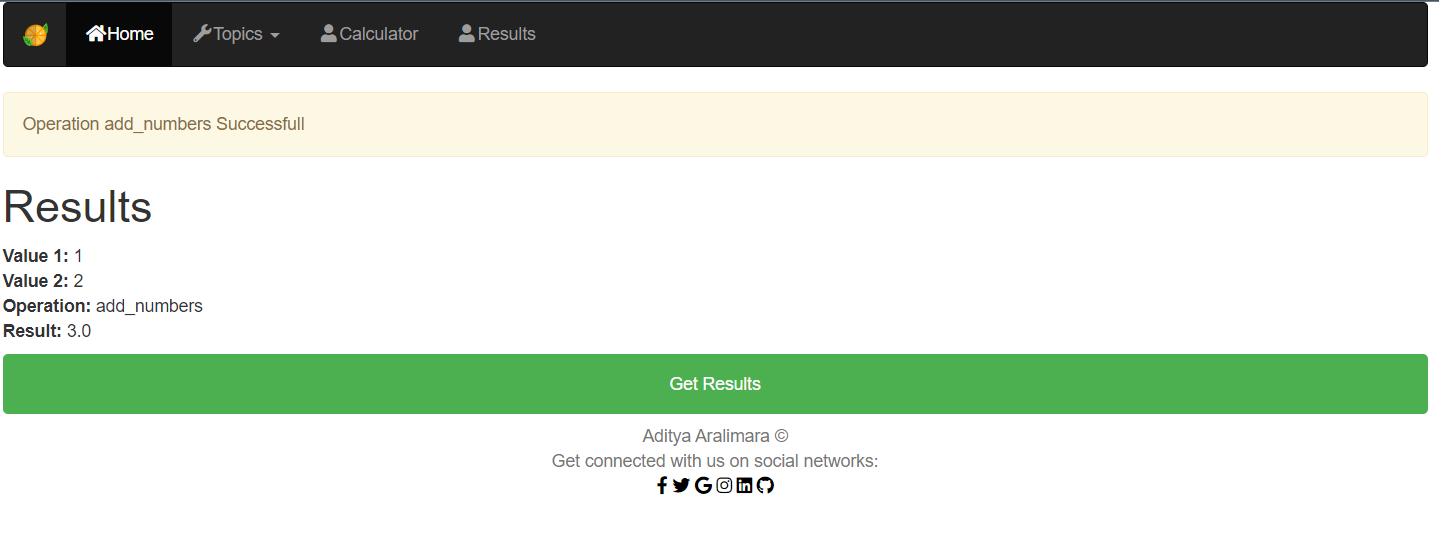 Home Topics Calculator Results
Operation add_numbers Successfull
Results
Value 1: 1
Value 2: 2
Operation: add_numbers
Result: 3.0
Get Results
Aditya Aralimara ©
Get connected with us on social networks: